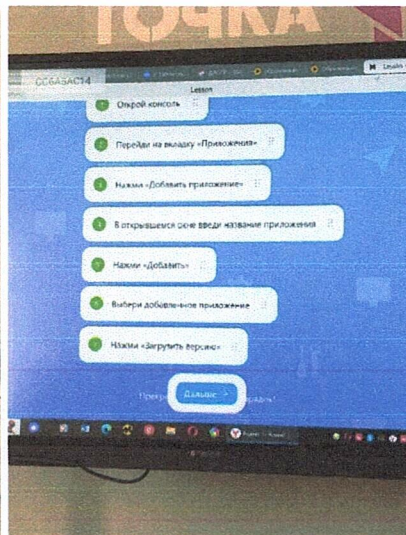 ТОЧКА
CC6A5AC14
Lesson
Открой консоль
Перейди на вкладку «Приложения»
Нажми «Добавить приложение»
В открывшемся окне введи название приложения
Нажми «Добавить»
Выбери добавленное приложение
Нажми «Загрузить версию»
Дальше